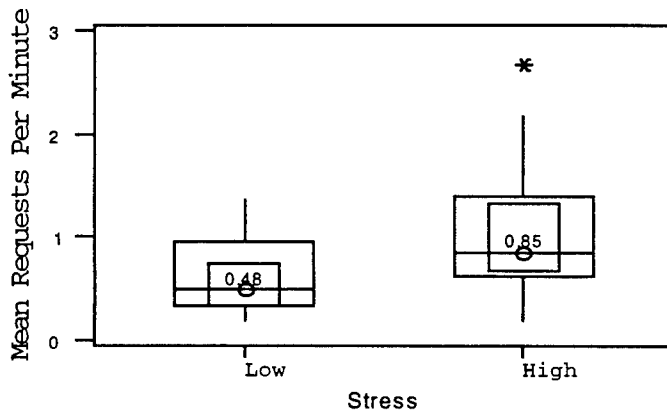 Mean Requests Per Minute
3
2
1
0
*
0.48
0.85
Low
High
Stress